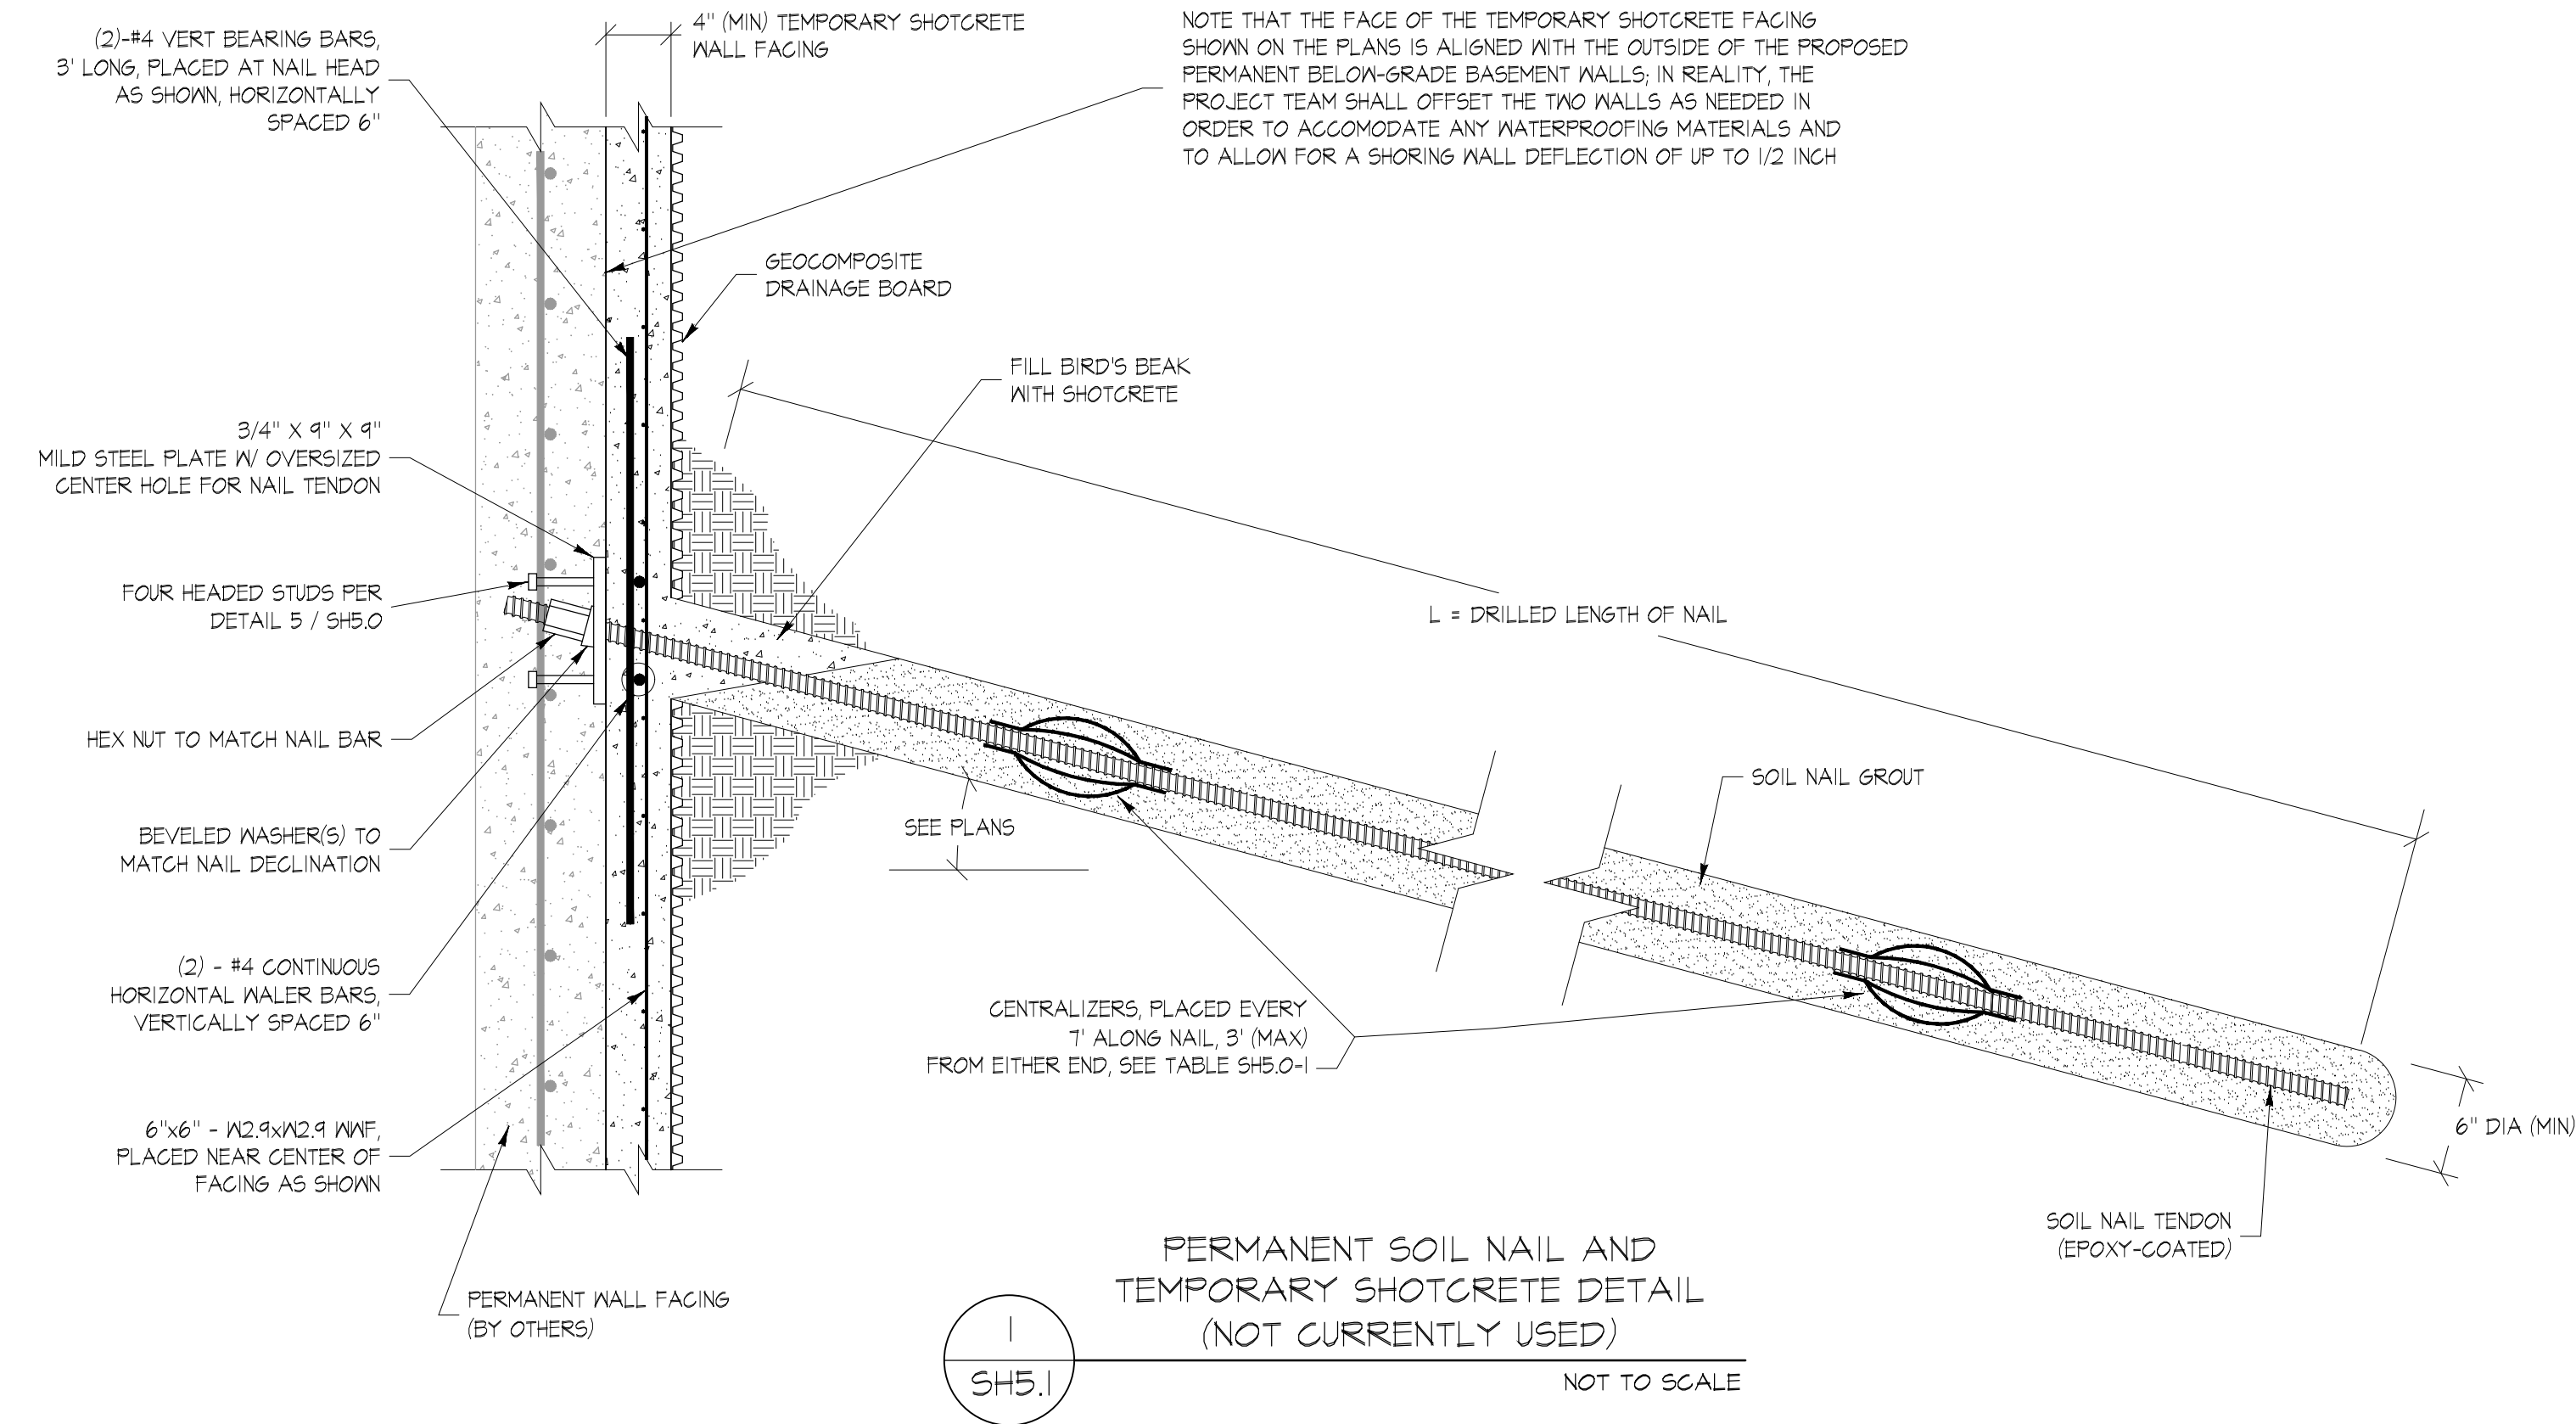 (2)-#4 VERT BEARING BARS,
3' LONG, PLACED AT NAIL HEAD
AS SHOWN, HORIZONTALLY
SPACED 6"
4" (MIN) TEMPORARY SHOTCRETE
WALL FACING
NOTE THAT THE FACE OF THE TEMPORARY SHOTCRETE FACING
SHOWN ON THE PLANS IS ALIGNED WITH THE OUTSIDE OF THE PROPOSED
PERMANENT BELOW-GRADE BASEMENT WALLS; IN REALITY, THE
PROJECT TEAM SHALL OFFSET THE TWO WALLS AS NEEDED IN
ORDER TO ACCOMODATE ANY WATERPROOFING MATERIALS AND
TO ALLOW FOR A SHORING WALL DEFLECTION OF UP TO 1/2 INCH
GEOCOMPOSITE
DRAINAGE BOARD
FILL BIRD'S BEAK
WITH SHOTCRETE
3/4" X 9" X 9"
MILD STEEL PLATE W/ OVERSIZED
CENTER HOLE FOR NAIL TENDON
FOUR HEADED STUDS PER
DETAIL 5 / SH5.0
L = DRILLED LENGTH OF NAIL
HEX NUT TO MATCH NAIL BAR
SOIL NAIL GROUT
BEVELED WASHER(S) TO
MATCH NAIL DECLINATION
SEE PLANS
(2) - #4 CONTINUOUS
HORIZONTAL WALER BARS,
VERTICALLY SPACED 6"
CENTRALIZERS, PLACED EVERY
7' ALONG NAIL, 3' (MAX)
FROM EITHER END, SEE TABLE SH5.0-1
6"x6" - W2.9xW2.9 WWF,
PLACED NEAR CENTER OF
FACING AS SHOWN
6" DIA (MIN)
SOIL NAIL TENDON
(EPOXY-COATED)
PERMANENT WALL FACING
(BY OTHERS)
PERMANENT SOIL NAIL AND
TEMPORARY SHOTCRETE DETAIL
(NOT CURRENTLY USED)
1
SH5.1
NOT TO SCALE